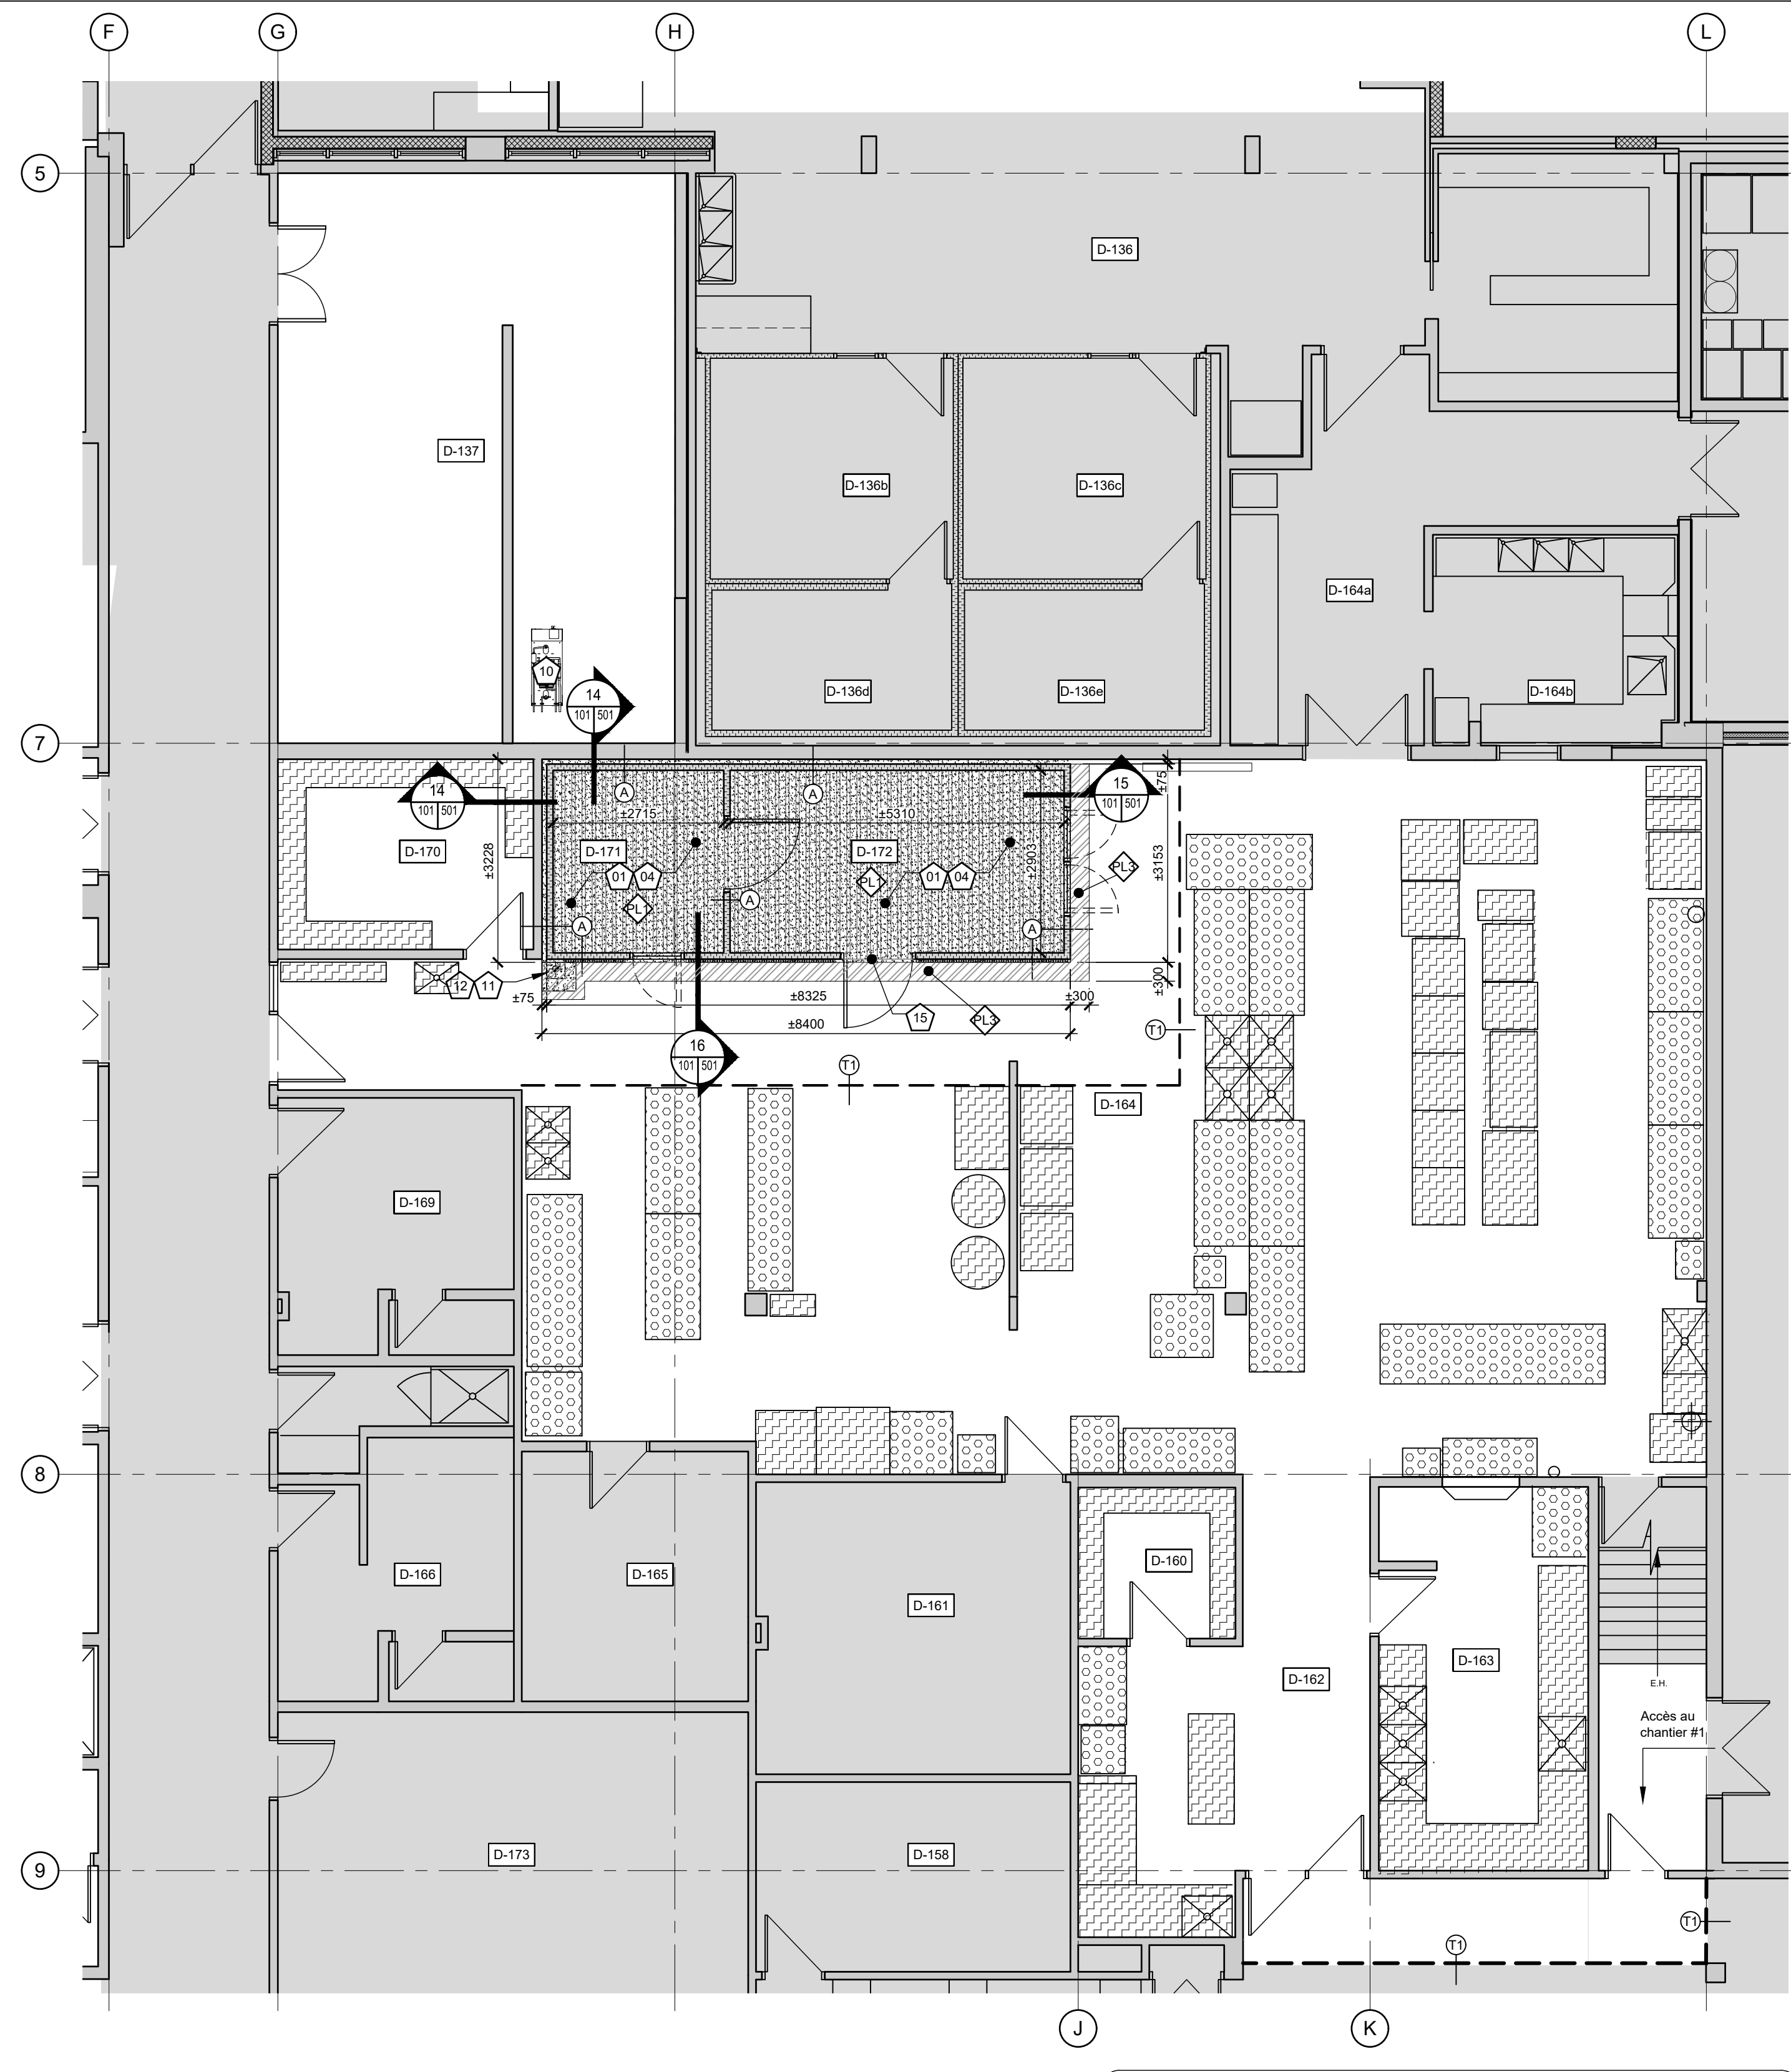 F
G
H
L
5
D-136
D-137
D-136b
D-136c
D-164a
10
14
101 501
D-136d
D-136e
D-164b
7
14
101 501
A
A
15
101 501
±75
±2715
±5310
D-170
±3228
D-171
D-172
±2903
±3153
01
04
PL1
01
04
PL3
PL1
A
A
A
12
11
±75
±8325
±300
±300
15
PL3
±8400
16
101 501
T1
T1
D-164
D-169
8
D-166
D-165
D-161
D-160
D-162
D-163
E.H.
Accès au
chantier #1
D-173
D-158
9
T1
T1
J
K